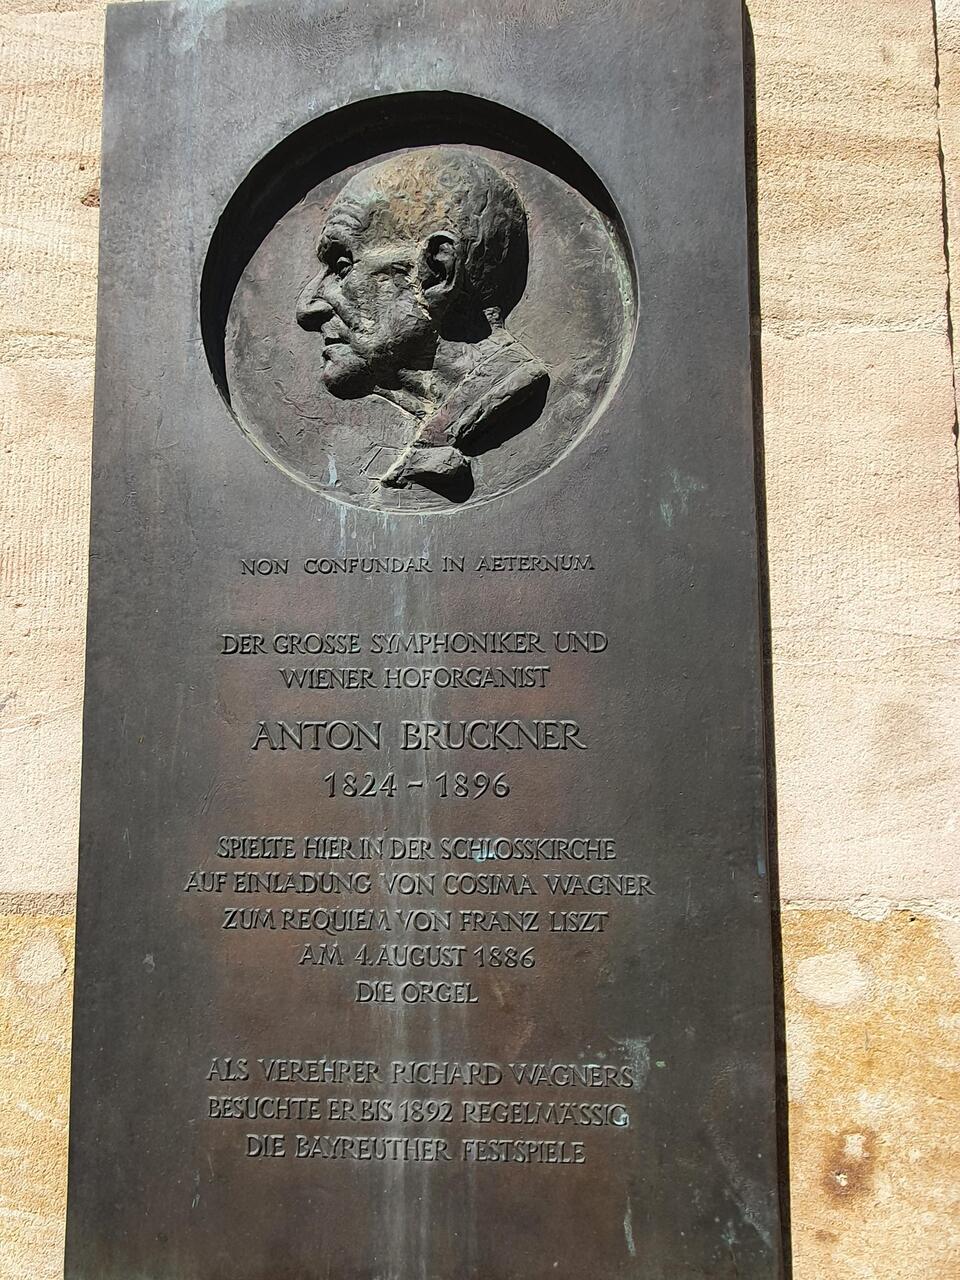 NON CONFUNDAR IN AETERNUM
DER GROSSE SYMPHONIKER UND
WIENER HOFORGANIST
ANTON BRUCKNER
1824 - 1896
SPIELTE HIER IN DER SCHLOSSKIRCHE
AUF EINLADUNG VON COSIMA WAGNER
ZUM REQUIEM VON FRANZ LISZT
AM 4. AUGUST 1886
DIE ORGEL
ALS VEREHRER RICHARD WAGNERS
BESUCHTE ER BIS 1892 REGELMÄSSIG
DIE BAYREUTHER FESTSPIELE